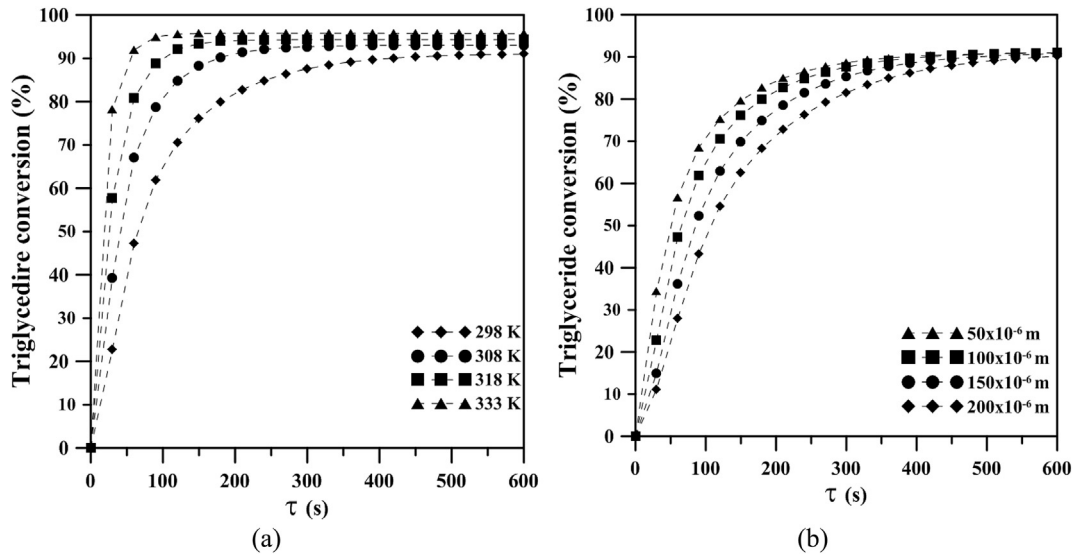 100
90
80
70
60
50
40
30
20
10
0
Triglycedire conversion (%)
298 K
308 K
318 K
333 K
0 100 200 300 400 500 600
τ (s)
(a)
100
90
80
70
60
50
40
30
20
10
0
Triglyceride conversion (%)
50x10⁻⁶ m
100x10⁻⁶ m
150x10⁻⁶ m
200x10⁻⁶ m
0 100 200 300 400 500 600
τ (s)
(b)